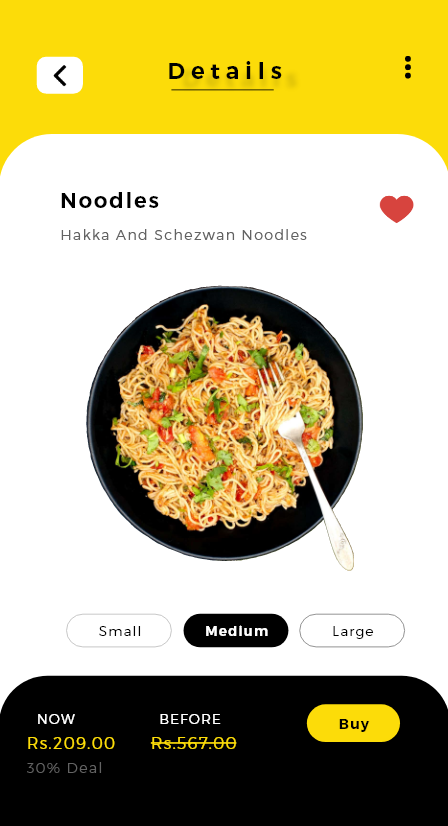 Details
Noodles
Hakka And Schezwan Noodles
Small Medium Large
NOW BEFORE
Rs.209.00 Rs.567.00
Buy
30% Deal